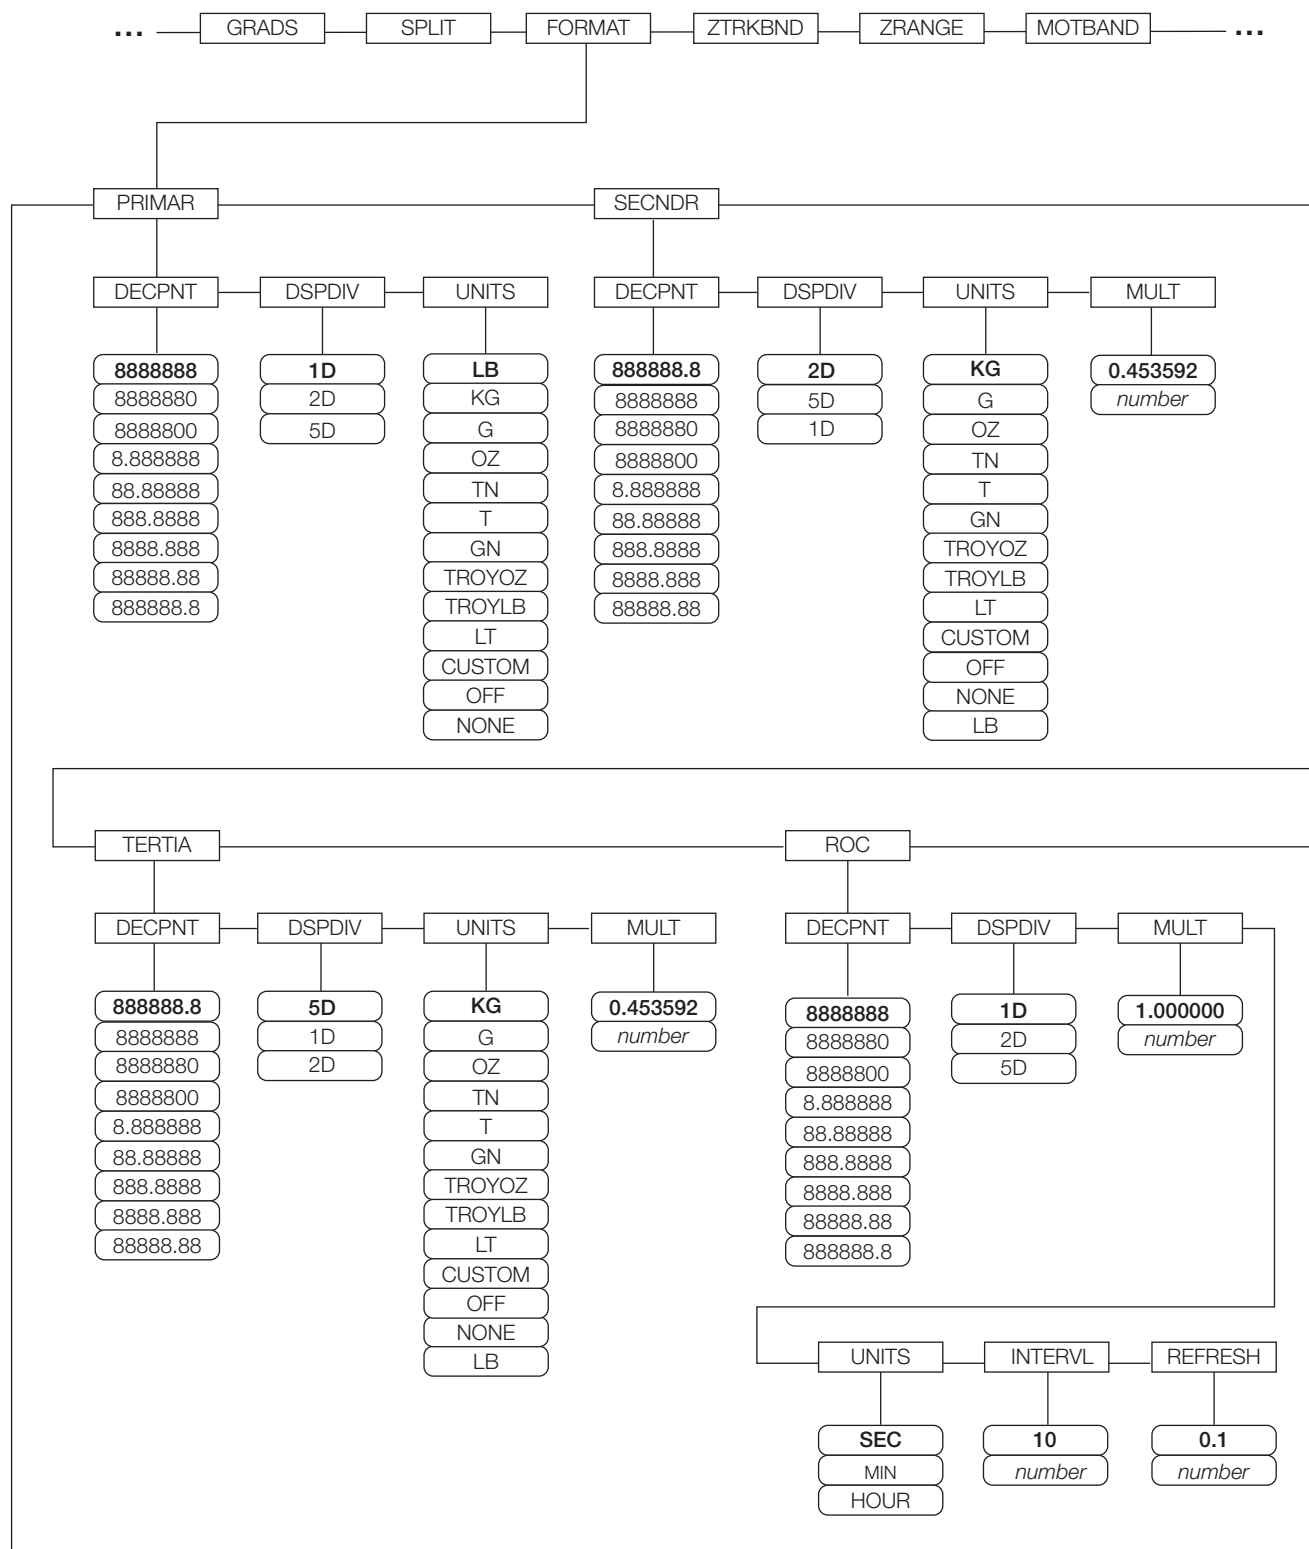 ... GRADS SPLIT FORMAT ZTRKBND ZRANGE MOTBAND ...
PRIMAR SECNDR
DECPNT DSPDIV UNITS DECPNT DSPDIV UNITS MULT
8888888 1D LB 888888.8 2D KG 0.453592
8888880 2D KG 8888888 5D G number
8888800 5D G 8888880 1D OZ
8.888888 OZ 8888800 TN
88.88888 TN 8.888888 T
888.8888 T 88.88888 GN
8888.888 GN 888.8888 TROYOZ
88888.88 TROYOZ 8888.888 TROYLB
888888.8 TROYLB 88888.88 LT
LT CUSTOM
CUSTOM OFF
OFF NONE
NONE LB
TERTIA ROC
DECPNT DSPDIV UNITS MULT DECPNT DSPDIV MULT
888888.8 5D KG 0.453592 8888888 1D 1.000000
8888888 1D G number 8888880 2D number
8888880 2D OZ 8888800 5D
8888800 TN 8.888888
8.888888 T 88.88888
88.88888 GN 888.8888
888.8888 TROYOZ 8888.888
8888.888 TROYLB 88888.88
88888.88 LT 888888.8
CUSTOM
OFF
NONE
LB
UNITS INTERVL REFRESH
SEC 10 0.1
MIN number number
HOUR